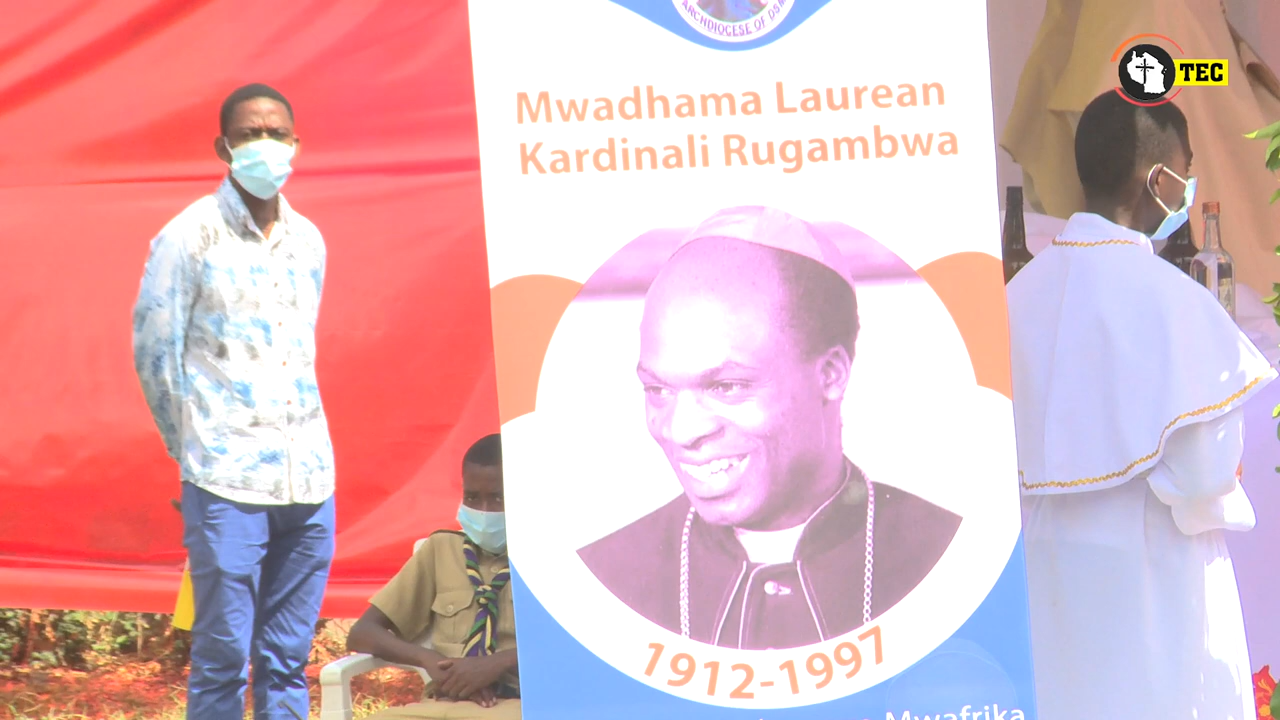 ARCHDIOCESE OF DSM
TEC
Mwadhama Laurean
Kardinali Rugambwa
1912-1997
Mwafrika